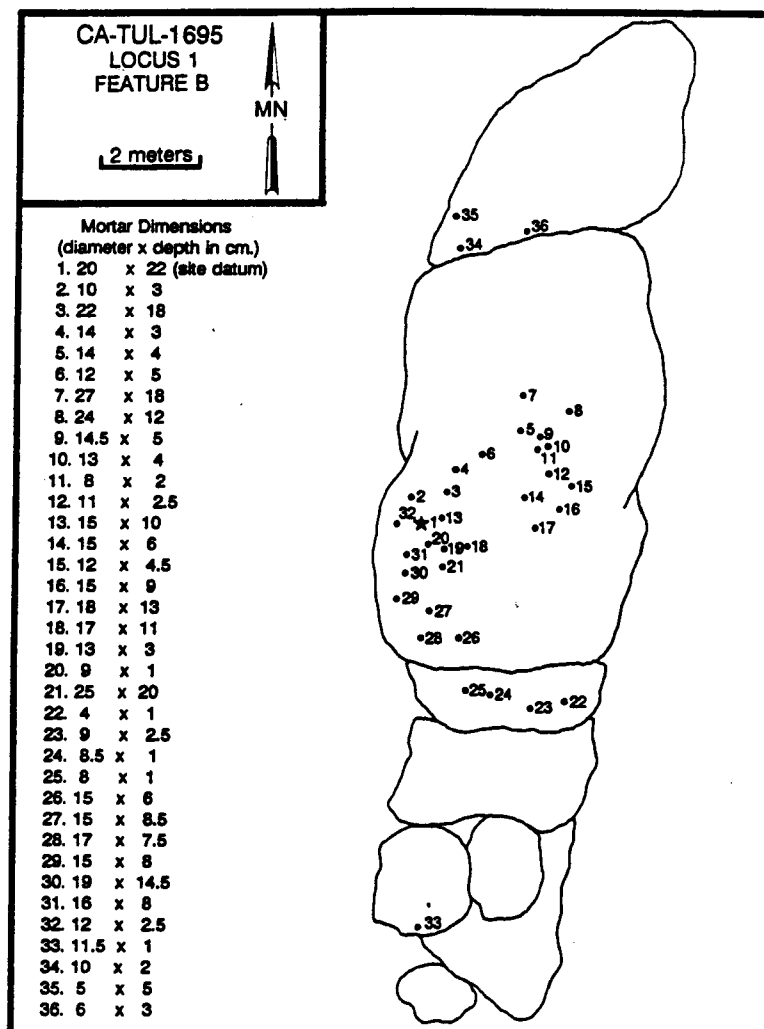 CA-TUL-1695
LOCUS 1
FEATURE B
MN
2 meters
Mortar Dimensions
(diameter x depth in cm.)
1. 20 x 22 (site datum)
2. 10 x 3
3. 22 x 18
4. 14 x 3
5. 14 x 4
6. 12 x 5
7. 27 x 18
8. 24 x 12
9. 14.5 x 5
10. 13 x 4
11. 8 x 2
12. 11 x 2.5
13. 15 x 10
14. 15 x 6
15. 12 x 4.5
16. 15 x 9
17. 18 x 13
18. 17 x 11
19. 13 x 3
20. 9 x 1
21. 25 x 20
22. 4 x 1
23. 9 x 2.5
24. 8.5 x 1
25. 8 x 1
26. 15 x 6
27. 15 x 8.5
28. 17 x 7.5
29. 15 x 8
30. 19 x 14.5
31. 16 x 8
32. 12 x 2.5
33. 11.5 x 1
34. 10 x 2
35. 5 x 5
36. 6 x 3
35
36
34
7
8
5
9
10
11
6
4
12
3
15
2
14
16
32
1
13
17
20
19
18
31
21
30
29
27
28
26
25
24
22
23
33